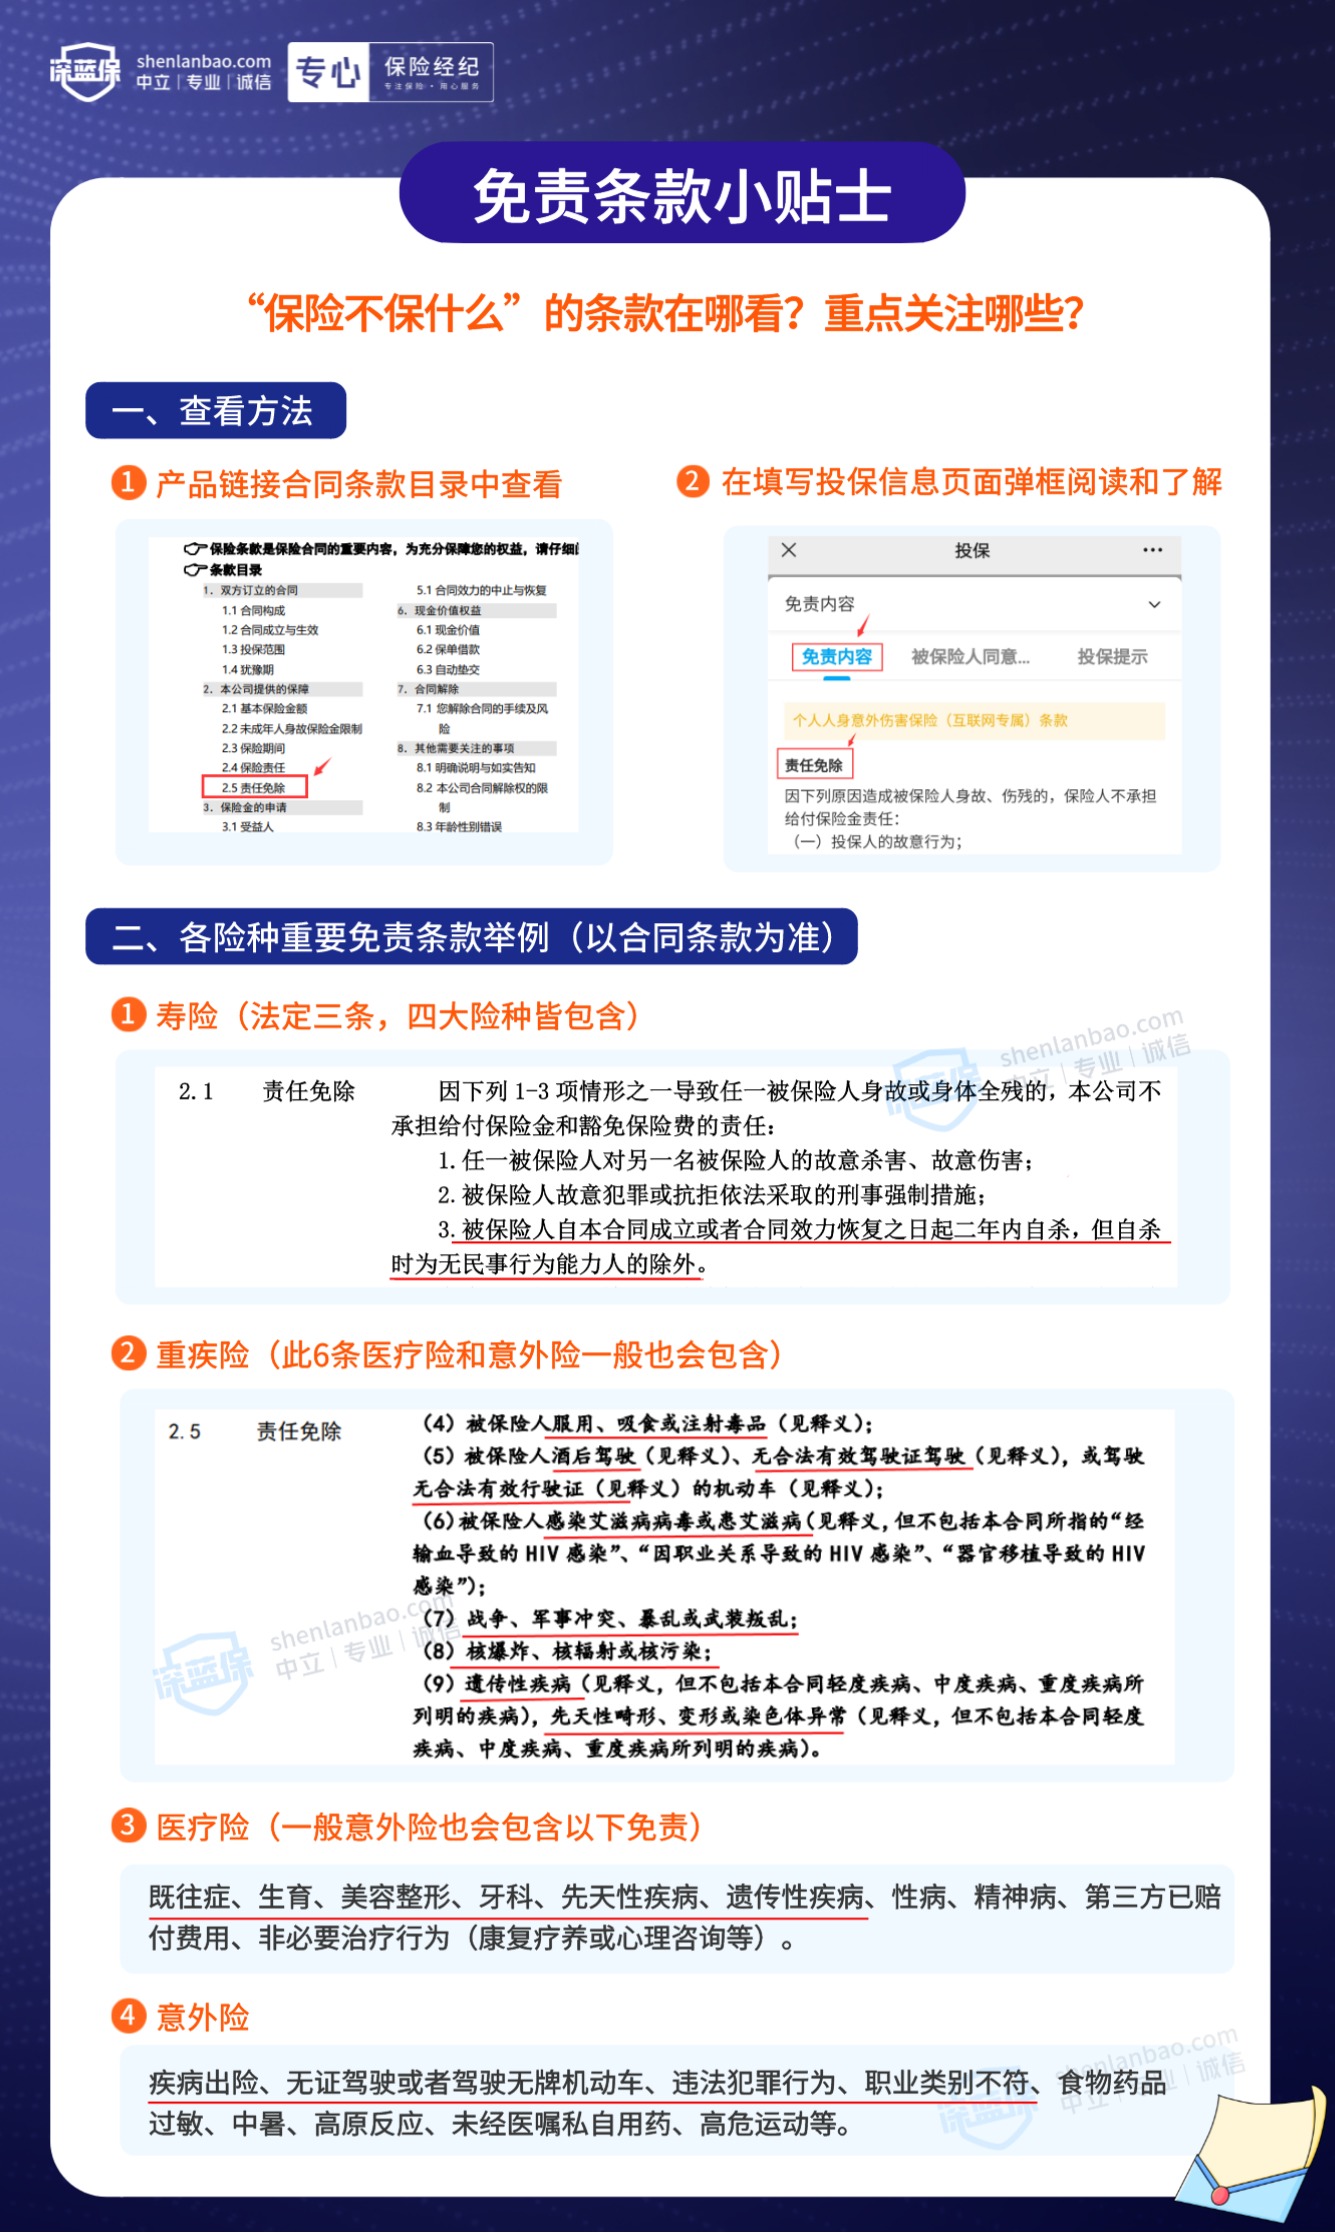 深蓝保
shenlanbao.com
中立 | 专业 | 诚信
专心
保险经纪
专注保险 · 用心服务
免责条款小贴士
“保险不保什么”的条款在哪看？重点关注哪些？
一、查看方法
1 产品链接合同条款目录中查看
保险条款是保险合同的重要内容，为充分保障您的权益，请仔细
条款目录
1. 双方订立的合同
1.1 合同构成
1.2 合同成立与生效
1.3 投保范围
1.4 犹豫期
2. 本公司提供的保障
2.1 基本保险金额
2.2 未成年人身故保险金限制
2.3 保险期间
2.4 保险责任
2.5 责任免除
3. 保险金的申请
3.1 受益人
5.1 合同效力的中止与恢复
6. 现金价值权益
6.1 现金价值
6.2 保单借款
6.3 自动垫交
7. 合同解除
7.1 您解除合同的手续及风
险
8. 其他需要关注的事项
8.1 明确说明与如实告知
8.2 本公司合同解除权的限
制
8.3 年龄性别错误
2 在填写投保信息页面弹框阅读和了解
投保
免责内容
免责内容 被保险人同意... 投保提示
个人人身意外伤害保险（互联网专属）条款
责任免除
因下列原因造成被保险人身故、伤残的，保险人不承担
给付保险金责任：
（一）投保人的故意行为；
二、各险种重要免责条款举例（以合同条款为准）
1 寿险（法定三条，四大险种皆包含）
2.1 责任免除 因下列 1-3 项情形之一导致任一被保险人身故或身体全残的，本公司不
承担给付保险金和豁免保险费的责任：
1. 任一被保险人对另一名被保险人的故意杀害、故意伤害；
2. 被保险人故意犯罪或抗拒依法采取的刑事强制措施；
3. 被保险人自本合同成立或者合同效力恢复之日起二年内自杀，但自杀
时为无民事行为能力人的除外。
深蓝保
shenlanbao.com
中立 | 专业 | 诚信
2 重疾险（此6条医疗险和意外险一般也会包含）
2.5 责任免除 （4）被保险人服用、吸食或注射毒品（见释义）；
（5）被保险人酒后驾驶（见释义）、无合法有效驾驶证驾驶（见释义），或驾驶
无合法有效行驶证（见释义）的机动车（见释义）；
（6）被保险人感染艾滋病病毒或患艾滋病（见释义，但不包括本合同所指的“经
输血导致的 HIV 感染”、“因职业关系导致的 HIV 感染”、“器官移植导致的 HIV
感染”）；
（7）战争、军事冲突、暴乱或武装叛乱；
（8）核爆炸、核辐射或核污染；
（9）遗传性疾病（见释义，但不包括本合同轻度疾病、中度疾病、重度疾病所
列明的疾病），先天性畸形、变形或染色体异常（见释义，但不包括本合同轻度
疾病、中度疾病、重度疾病所列明的疾病）。
深蓝保
shenlanbao.com
中立 | 专业 | 诚信
3 医疗险（一般意外险也会包含以下免责）
既往症、生育、美容整形、牙科、先天性疾病、遗传性疾病、性病、精神病、第三方已赔
付费用、非必要治疗行为（康复疗养或心理咨询等）。
4 意外险
疾病出险、无证驾驶或者驾驶无牌机动车、违法犯罪行为、职业类别不符、食物药品
过敏、中暑、高原反应、未经医嘱私自用药、高危运动等。
深蓝保
shenlanbao.com
中立 | 专业 | 诚信